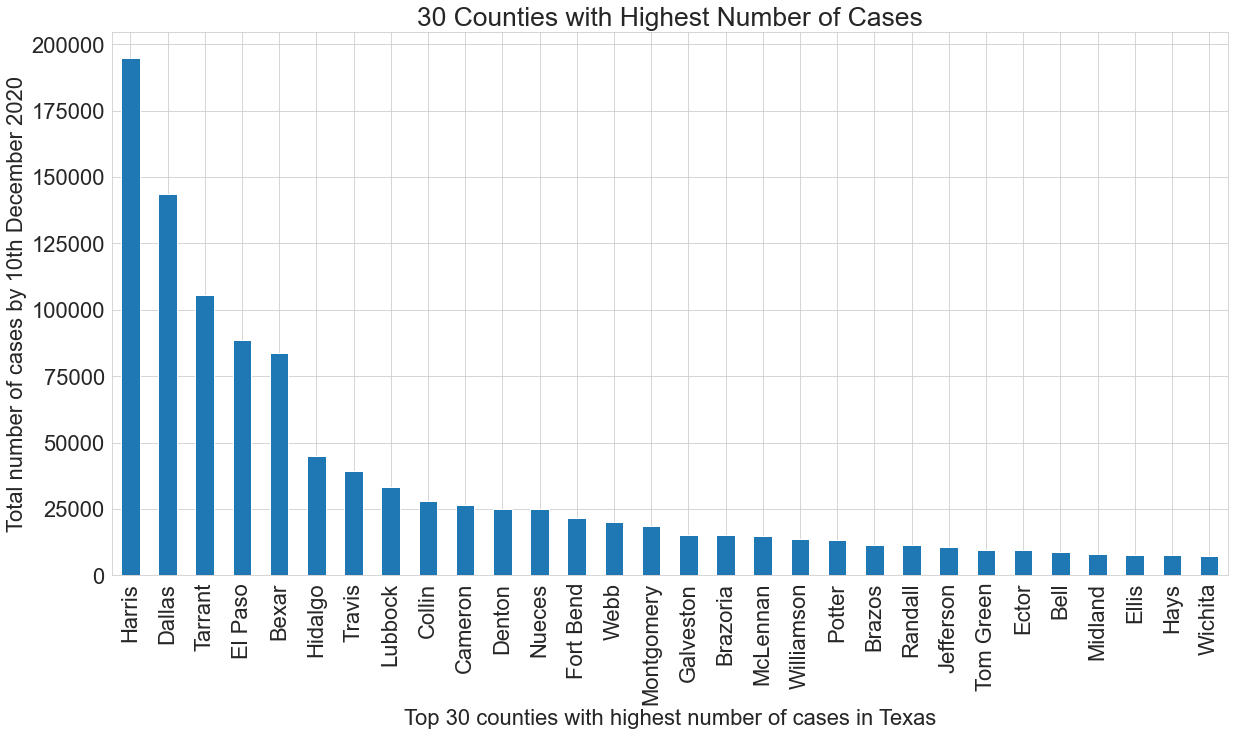 30 Counties with Highest Number of Cases
Total number of cases by 10th December 2020
200000
175000
150000
125000
100000
75000
50000
25000
0
Harris
Dallas
Tarrant
El Paso
Bexar
Hidalgo
Travis
Lubbock
Collin
Cameron
Denton
Nueces
Fort Bend
Webb
Montgomery
Galveston
Brazoria
McLennan
Williamson
Potter
Brazos
Randall
Jefferson
Tom Green
Ector
Bell
Midland
Ellis
Hays
Wichita
Top 30 counties with highest number of cases in Texas